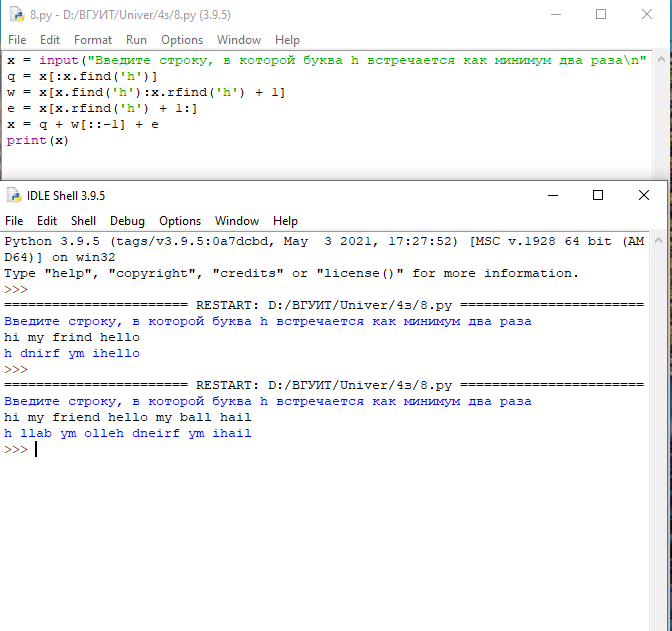 8.py - D:/ВГУИТ/Univer/4з/8.py (3.9.5)
File Edit Format Run Options Window Help
x = input("Введите строку, в которой буква h встречается как минимум два раза\n"
q = x[:x.find('h')]
w = x[x.find('h'):x.rfind('h') + 1]
e = x[x.rfind('h') + 1:]
x = q + w[::-1] + e
print(x)
IDLE Shell 3.9.5
File Edit Shell Debug Options Window Help
Python 3.9.5 (tags/v3.9.5:0a7dcbd, May  3 2021, 17:27:52) [MSC v.1928 64 bit (AM
D64)] on win32
Type "help", "copyright", "credits" or "license()" for more information.
>>>
======================= RESTART: D:/ВГУИТ/Univer/4з/8.py =======================
Введите строку, в которой буква h встречается как минимум два раза
hi my frind hello
h dnirf ym ihello
>>>
======================= RESTART: D:/ВГУИТ/Univer/4з/8.py =======================
Введите строку, в которой буква h встречается как минимум два раза
hi my friend hello my ball hail
h llab ym olleh dneirf ym ihail
>>>